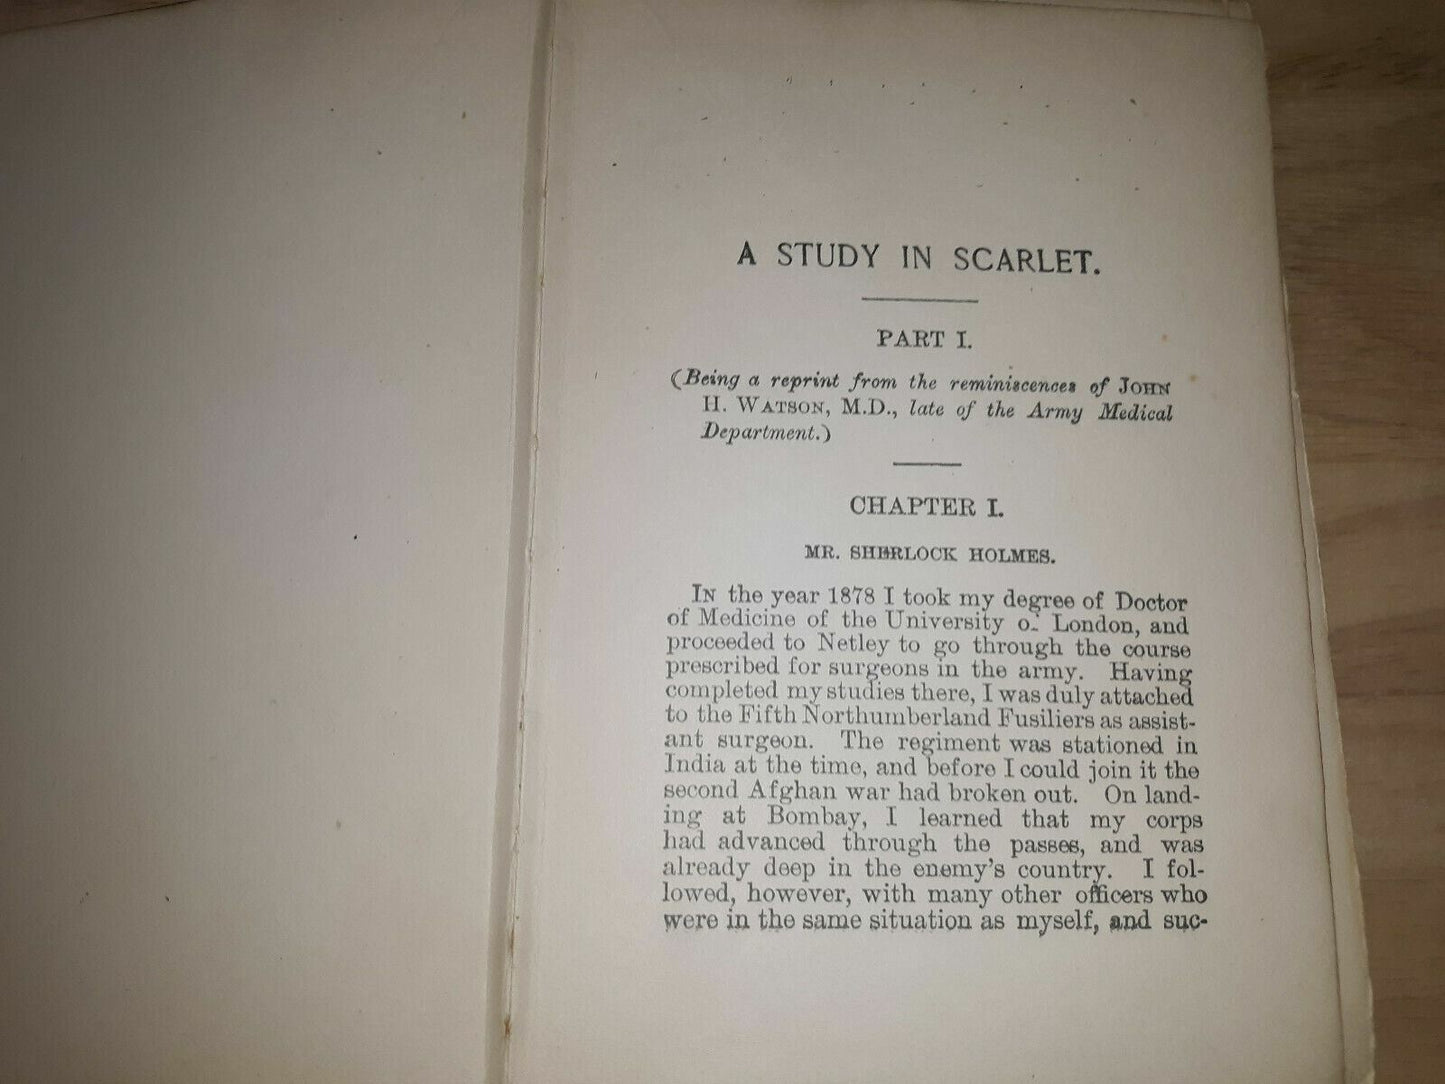 A STUDY IN SCARLET.
PART I.
(Being a reprint from the reminiscences of JOHN
H. WATSON, M.D., late of the Army Medical
Department.)
CHAPTER I.
MR. SHERLOCK HOLMES.
IN the year 1878 I took my degree of Doctor
of Medicine of the University of London, and
proceeded to Netley to go through the course
prescribed for surgeons in the army. Having
completed my studies there, I was duly attached
to the Fifth Northumberland Fusiliers as assist-
ant surgeon. The regiment was stationed in
India at the time, and before I could join it the
second Afghan war had broken out. On land-
ing at Bombay, I learned that my corps
had advanced through the passes, and was
already deep in the enemy's country. I fol-
lowed, however, with many other officers who
were in the same situation as myself, and suc-